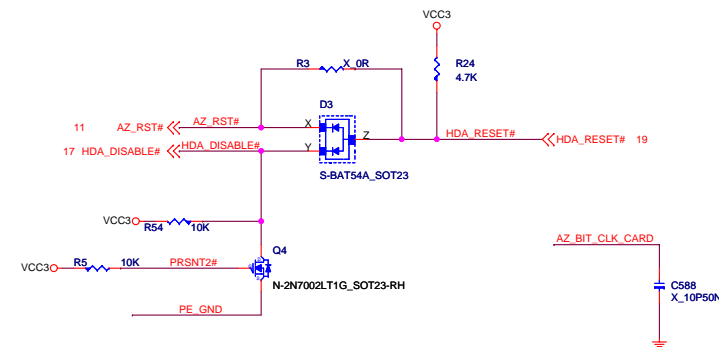 VCC3
R3 X_0R
R24
4.7K
D3
11 AZ_RST# AZ_RST# X
Z HDA_RESET# HDA_RESET# 19
17 HDA_DISABLE# HDA_DISABLE# Y
S-BAT54A_SOT23
VCC3
R54 10K
AZ_BIT_CLK_CARD
Q4
VCC3 R5 10K PRSNT2#
N-2N7002LT1G_SOT23-RH
C588
X_10P50N
PE_GND